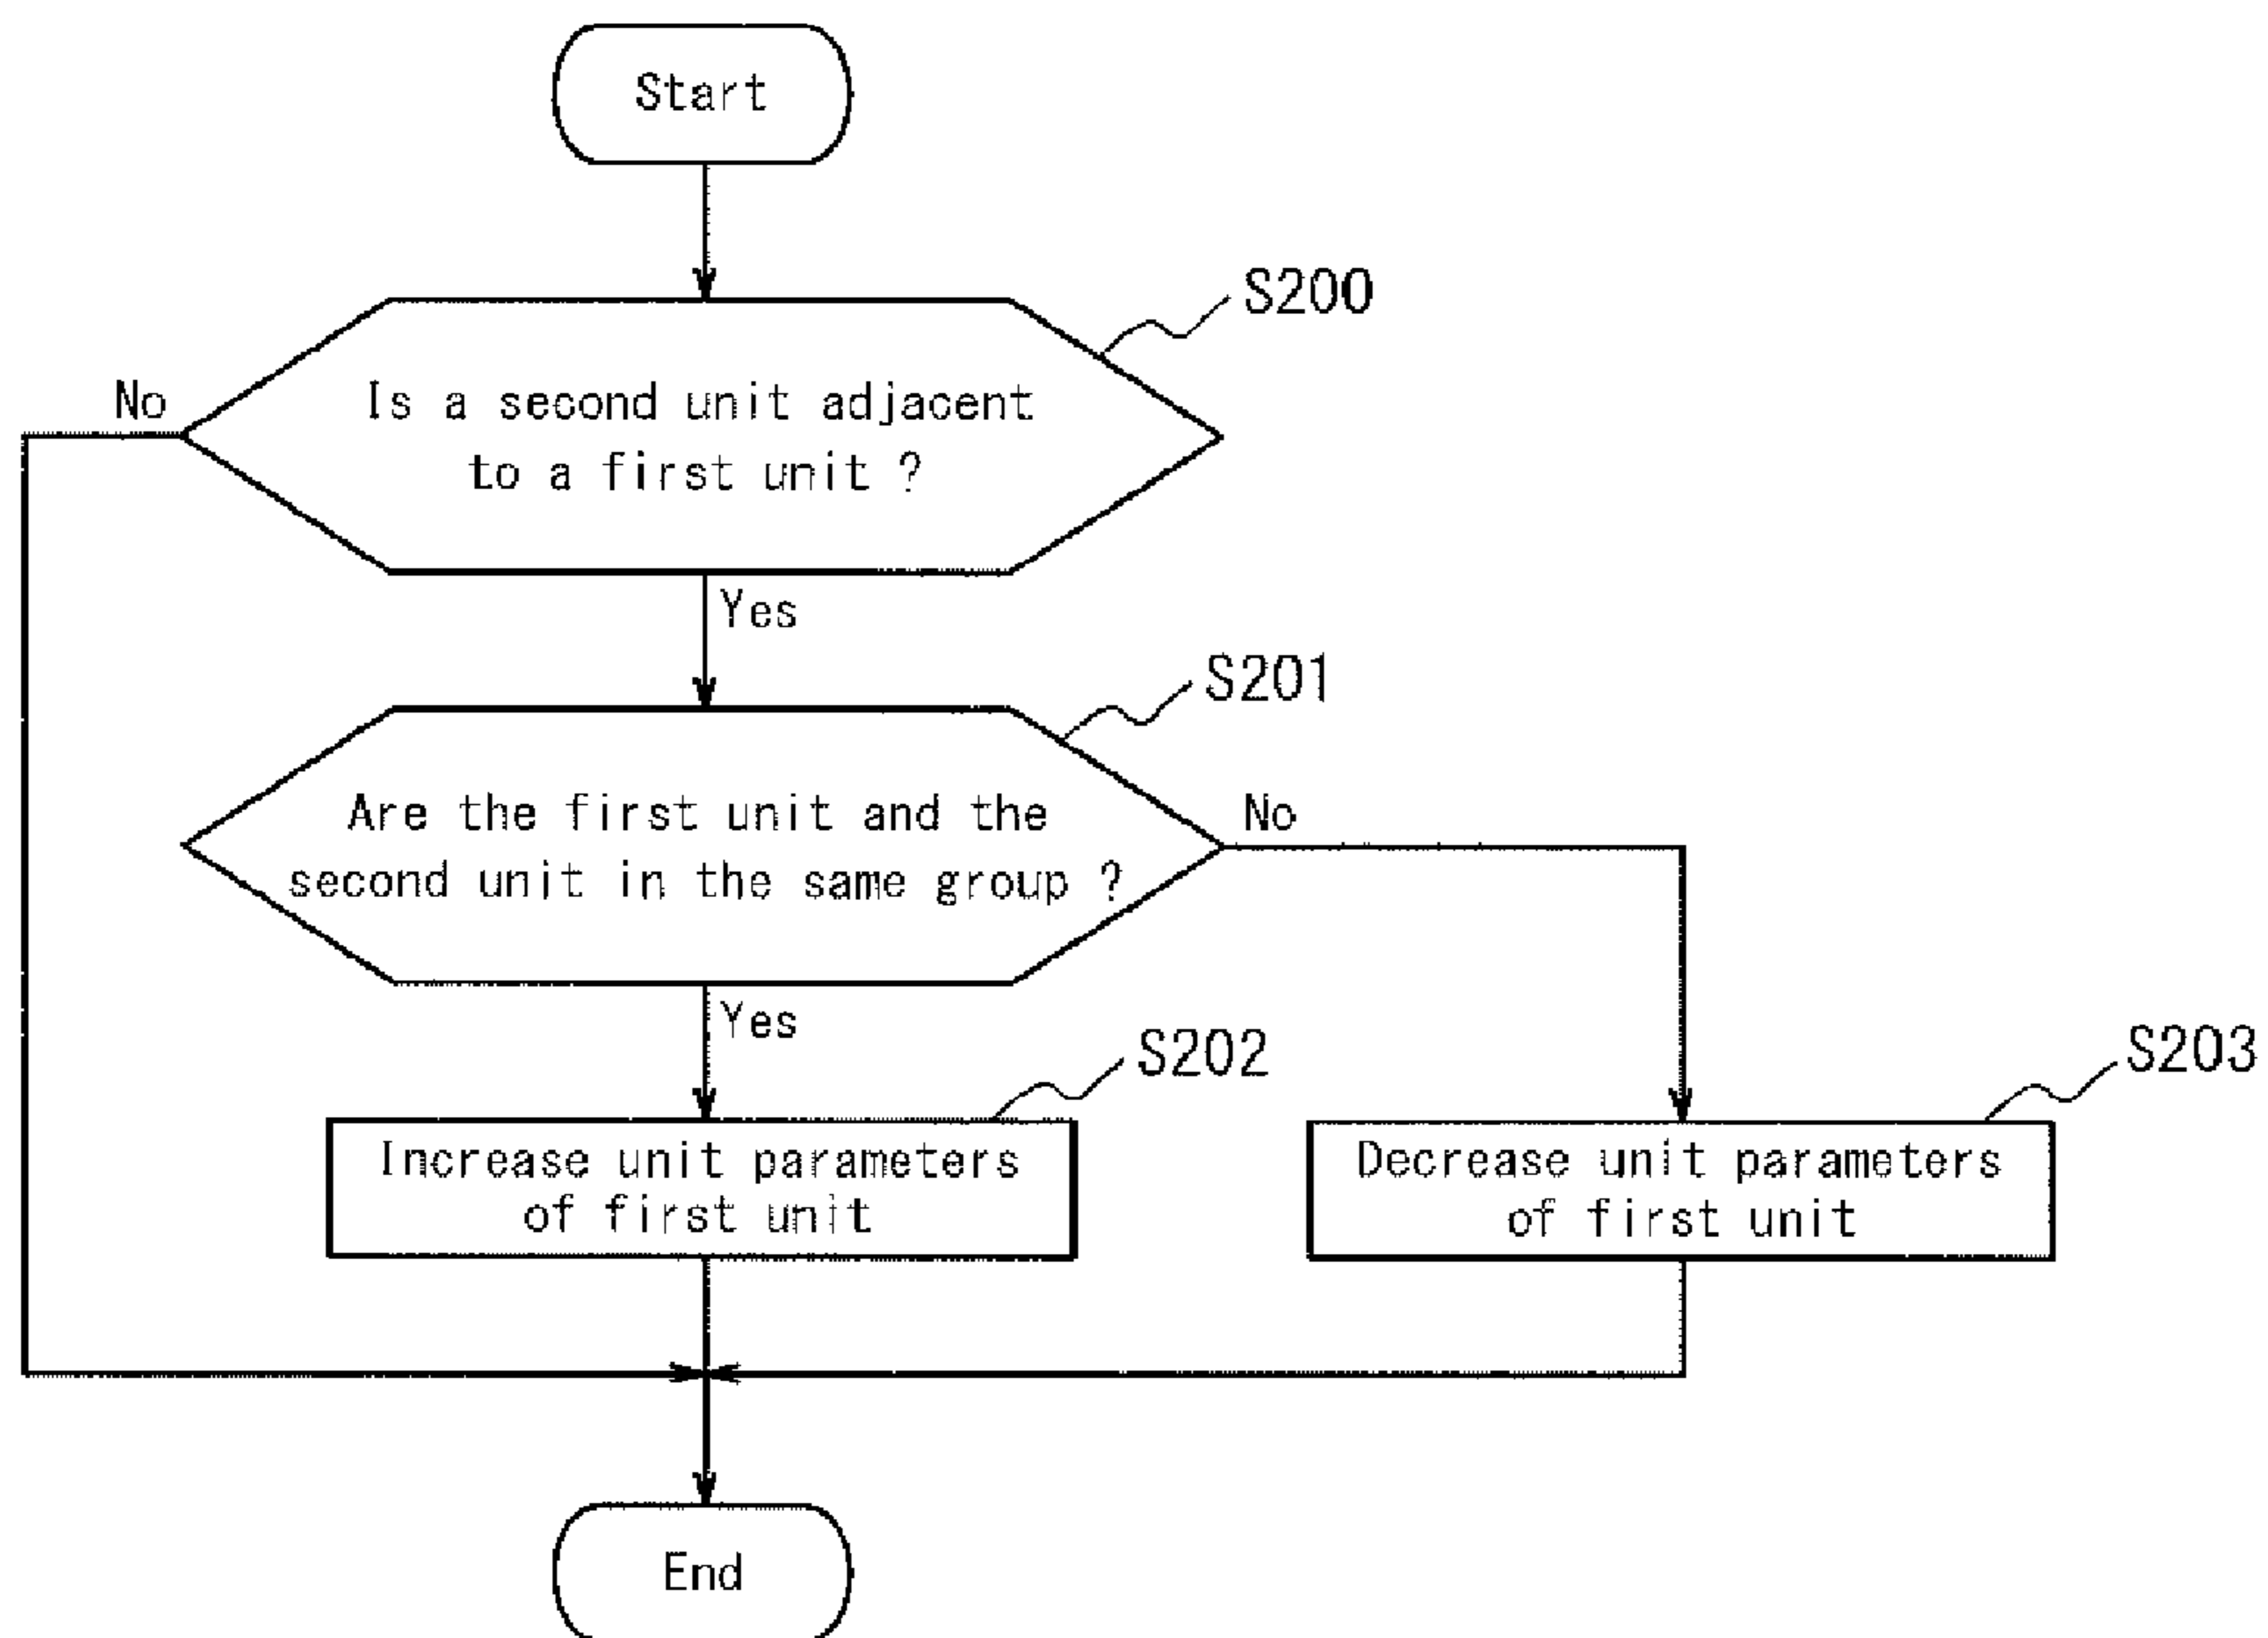 Start
S200
No
Is a second unit adjacent
to a first unit ?
Yes
S201
Are the first unit and the
second unit in the same group ?
No
Yes
S202
Increase unit parameters
of first unit
S203
Decrease unit parameters
of first unit
End